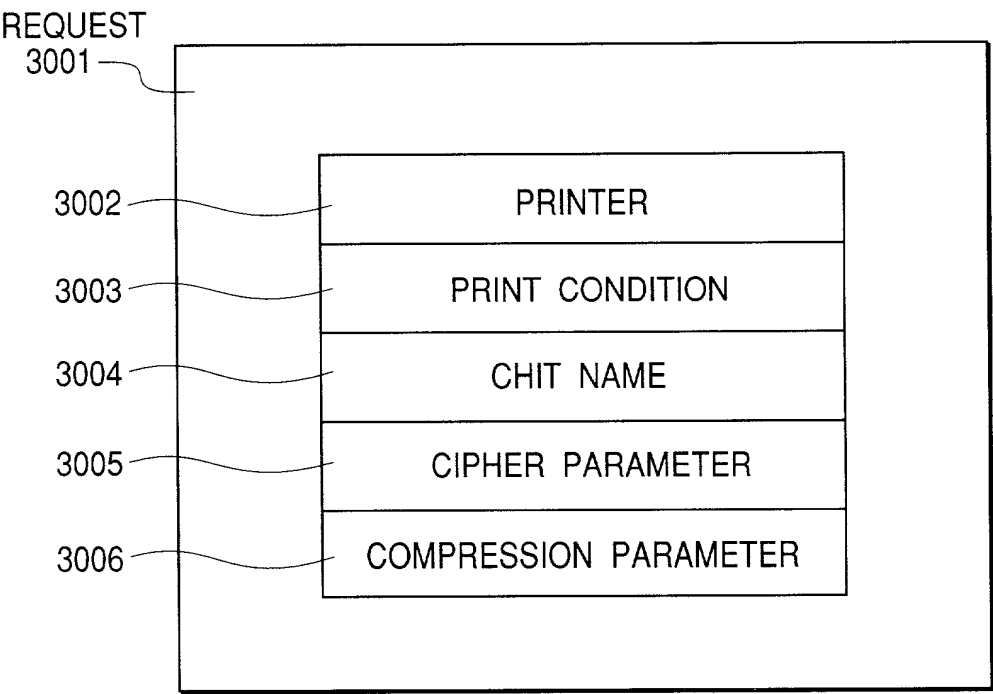 REQUEST
3001
3002 PRINTER
3003 PRINT CONDITION
3004 CHIT NAME
3005 CIPHER PARAMETER
3006 COMPRESSION PARAMETER